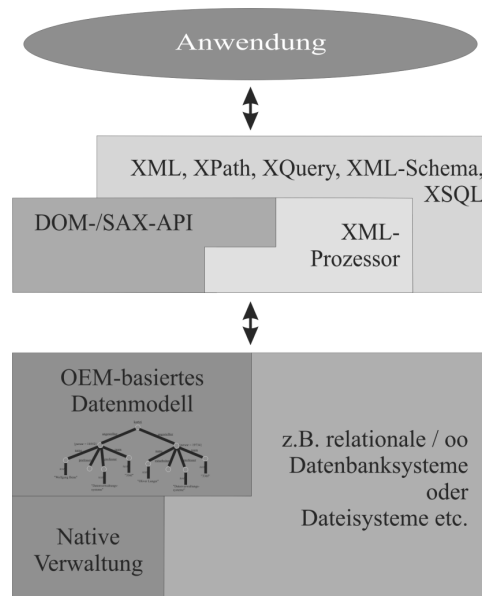 Anwendung
XML, XPath, XQuery, XML-Schema,
XSQL
DOM-/SAX-API
XML-
Prozessor
OEM-basiertes
Datenmodell
z.B. relationale / oo
Datenbanksysteme
oder
Dateisysteme etc.
Native
Verwaltung